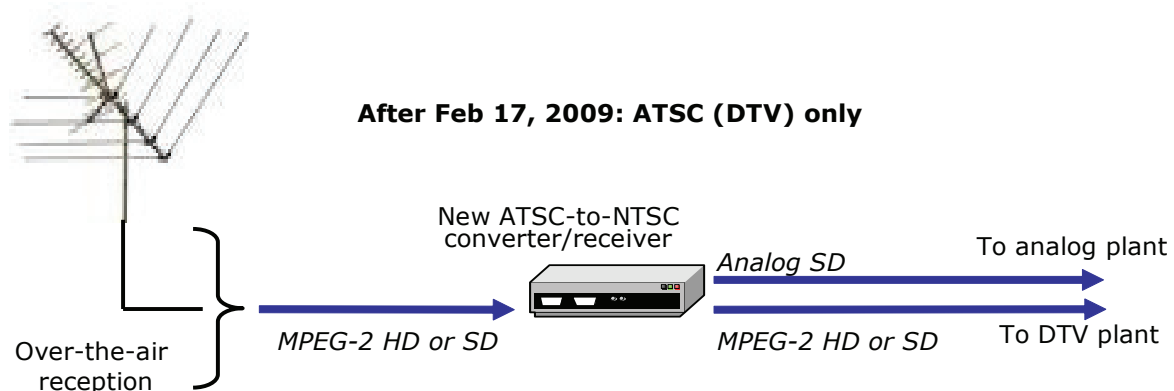 After Feb 17, 2009: ATSC (DTV) only
New ATSC-to-NTSC
converter/receiver
Analog SD
To analog plant
MPEG-2 HD or SD
MPEG-2 HD or SD
To DTV plant
Over-the-air
reception